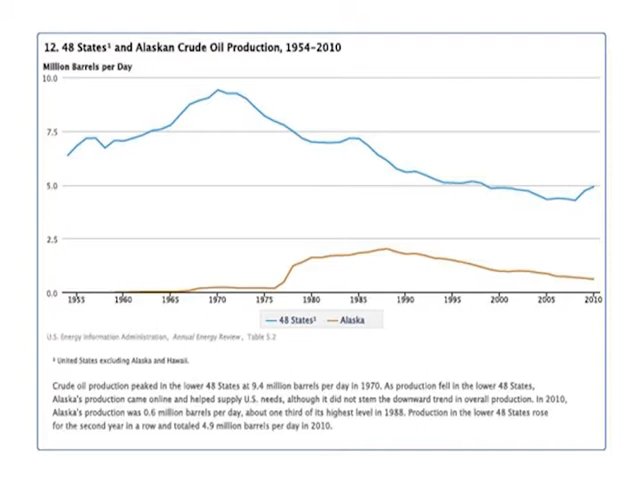 12. 48 States¹ and Alaskan Crude Oil Production, 1954-2010
Million Barrels per Day
10.0
7.5
5.0
2.5
0.0
1955 1960 1965 1970 1975 1980 1985 1990 1995 2000 2005 2010
48 States¹ Alaska
U.S. Energy Information Administration, Annual Energy Review, Table 5.2
¹ United States excluding Alaska and Hawaii.
Crude oil production peaked in the lower 48 States at 9.4 million barrels per day in 1970. As production fell in the lower 48 States,
Alaska's production came online and helped supply U.S. needs, although it did not stem the downward trend in overall production. In 2010,
Alaska's production was 0.6 million barrels per day, about one third of its highest level in 1988. Production in the lower 48 States rose
for the second year in a row and totaled 4.9 million barrels per day in 2010.